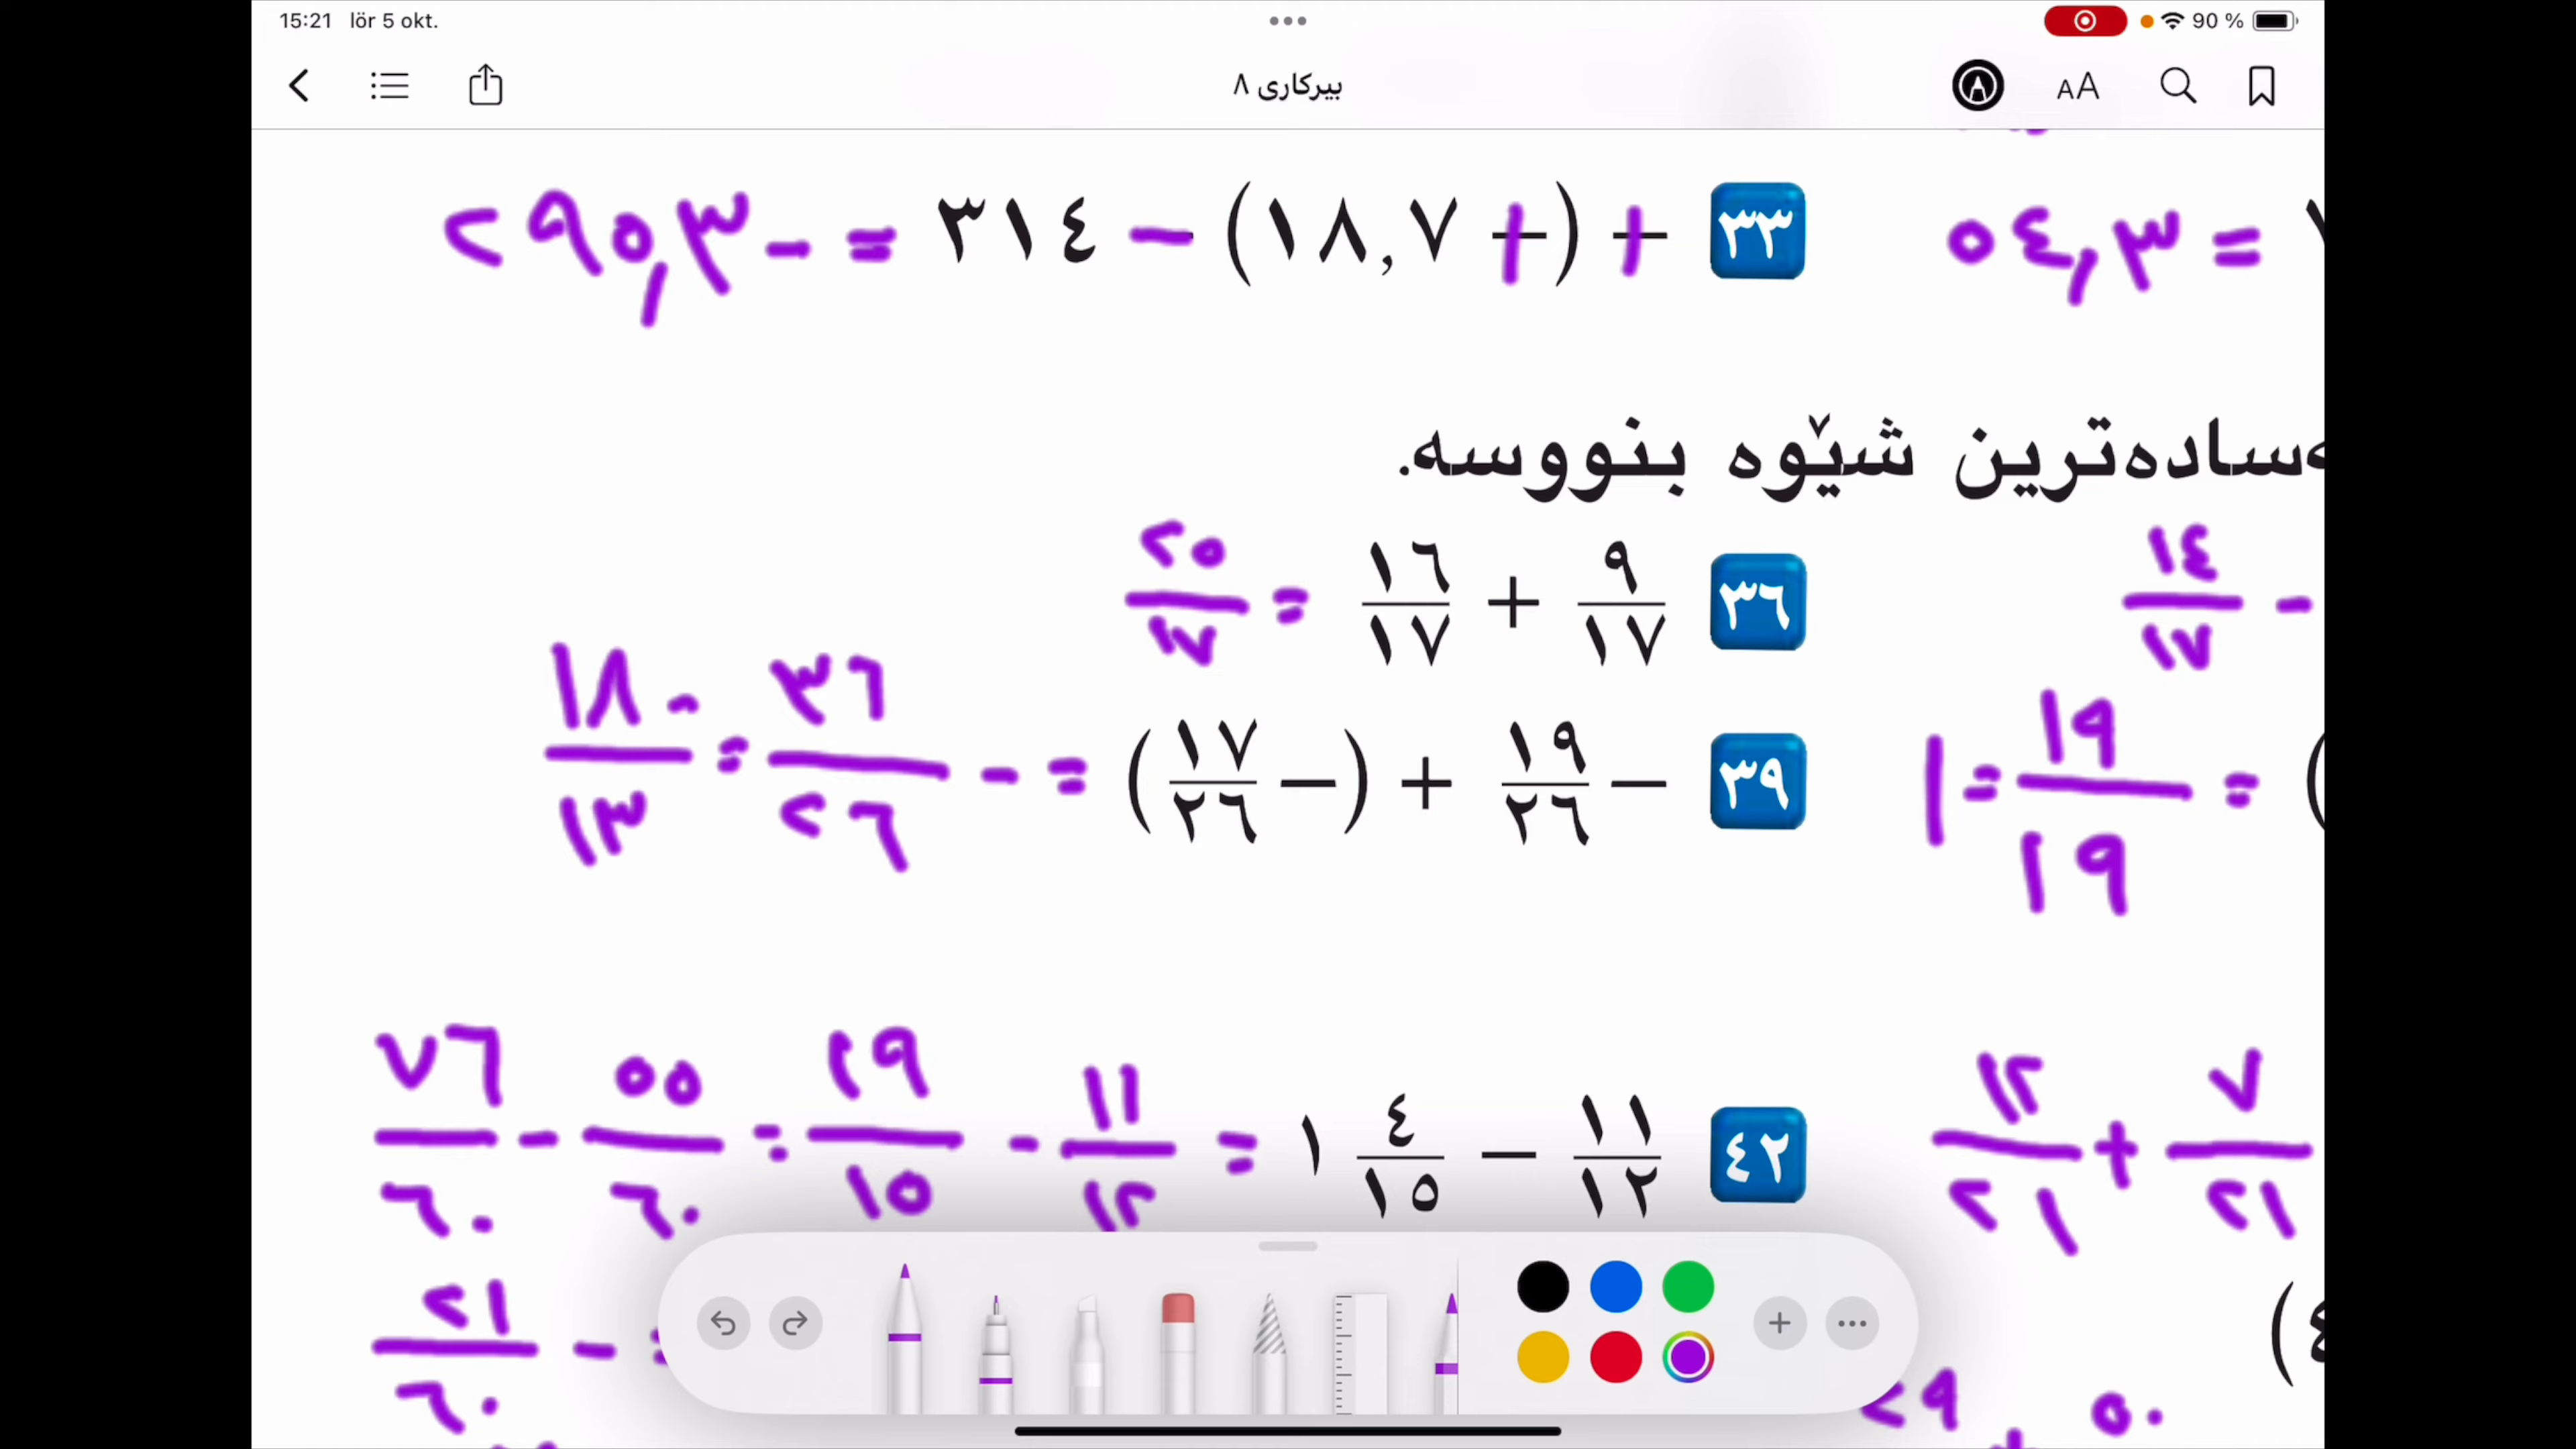 15:21 lör 5 okt. 90 %
بیرکاری ٨
٣٣ − (− ١٨,٧) − ٣١٤ = − ٢٩٥,٣
= ٥٤,٣
ەسادەترین شێوە بنووسە.
٣٦ ٩/١٧ + ١٦/١٧ = ٢٥/١٧
− ١٤/١٧
٣٩ − ١٩/٢٦ + (− ١٧/٢٦) = − ٣٦/٢٦ = − ١٨/١٣
= ١٩/١٩ = ١
٤٢ ١١/١٢ − ١ ٤/١٥ = ١١/١٢ − ١٩/١٥ = ٥٥/٦٠ − ٧٦/٦٠
٧/٢١ + ١٢/٢١
= − ٢١/٦٠
٥٠ + ٢٩